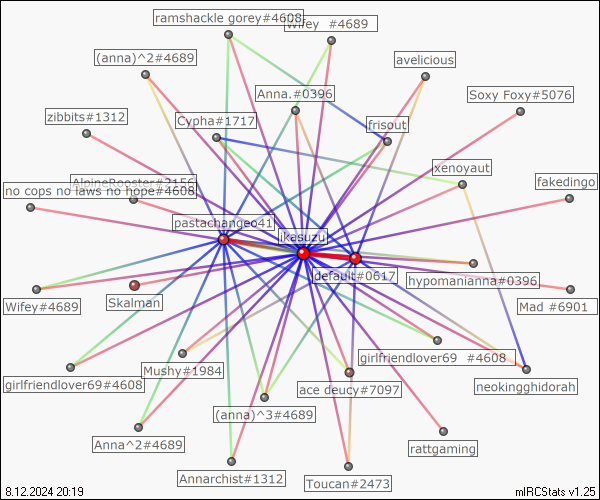 ramshackle gorey#4608
Wifey  #4689
(anna)^2#4689
avelicious
Anna.#0396
Soxy Foxy#5076
zibbits#1312
Cypha#1717
frisout
xenoyaut
AlpineRooster#2156
no cops no laws no hope#4608
fakedingo
pastachangeo41
ikasuzu
default#0617
hypomanianna#0396
Wifey#4689
Skalman
Mad #6901
girlfriendlover69  #4608
Mushy#1984
girlfriendlover69#4608
ace deucy#7097
neokingghidorah
(anna)^3#4689
Anna^2#4689
rattgaming
Annarchist#1312
Toucan#2473
8.12.2024 20:19
mIRCStats v1.25